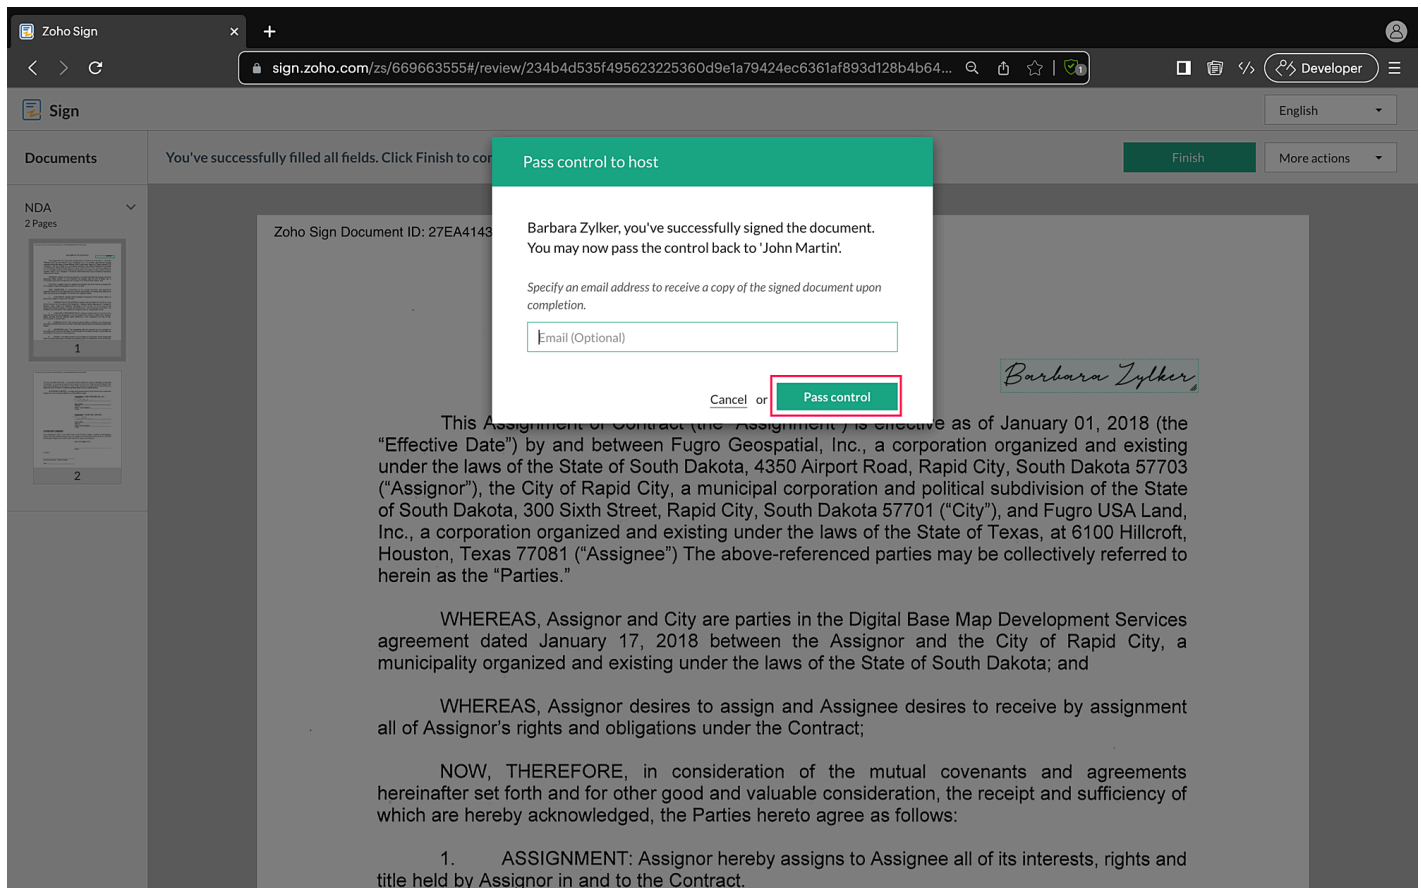 Zoho Sign
sign.zoho.com/zs/669663555#/review/234b4d535f495623225360d9e1a79424ec6361af893d128b4b64...
1
Developer
Sign
English
Documents
You've successfully filled all fields. Click Finish to con
Finish
More actions
Pass control to host
NDA
2 Pages
1
2
Zoho Sign Document ID: 27EA4143
Barbara Zylker, you've successfully signed the document.
You may now pass the control back to 'John Martin'.
Specify an email address to receive a copy of the signed document upon
completion.
Email (Optional)
Cancel or Pass control
Barbara Zylker
This Assignment of Contract (the "Assignment") is effective as of January 01, 2018 (the
“Effective Date”) by and between Fugro Geospatial, Inc., a corporation organized and existing
under the laws of the State of South Dakota, 4350 Airport Road, Rapid City, South Dakota 57703
(“Assignor”), the City of Rapid City, a municipal corporation and political subdivision of the State
of South Dakota, 300 Sixth Street, Rapid City, South Dakota 57701 (“City”), and Fugro USA Land,
Inc., a corporation organized and existing under the laws of the State of Texas, at 6100 Hillcroft,
Houston, Texas 77081 (“Assignee”) The above-referenced parties may be collectively referred to
herein as the “Parties.”
WHEREAS, Assignor and City are parties in the Digital Base Map Development Services
agreement dated January 17, 2018 between the Assignor and the City of Rapid City, a
municipality organized and existing under the laws of the State of South Dakota; and
WHEREAS, Assignor desires to assign and Assignee desires to receive by assignment
all of Assignor’s rights and obligations under the Contract;
NOW, THEREFORE, in consideration of the mutual covenants and agreements
hereinafter set forth and for other good and valuable consideration, the receipt and sufficiency of
which are hereby acknowledged, the Parties hereto agree as follows:
1. ASSIGNMENT: Assignor hereby assigns to Assignee all of its interests, rights and
title held by Assignor in and to the Contract.